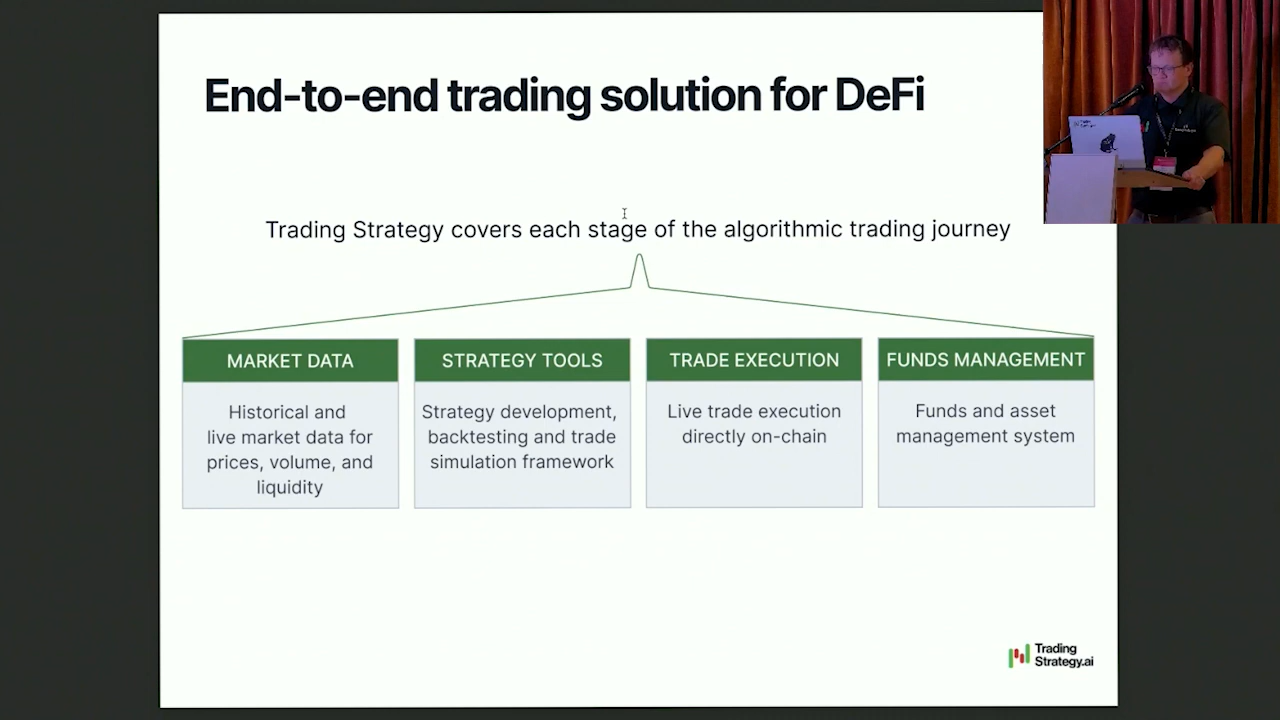 End-to-end trading solution for DeFi
Trading Strategy covers each stage of the algorithmic trading journey
MARKET DATA
Historical and
live market data for
prices, volume, and
liquidity
STRATEGY TOOLS
Strategy development,
backtesting and trade
simulation framework
TRADE EXECUTION
Live trade execution
directly on-chain
FUNDS MANAGEMENT
Funds and asset
management system
Trading
Strategy.ai